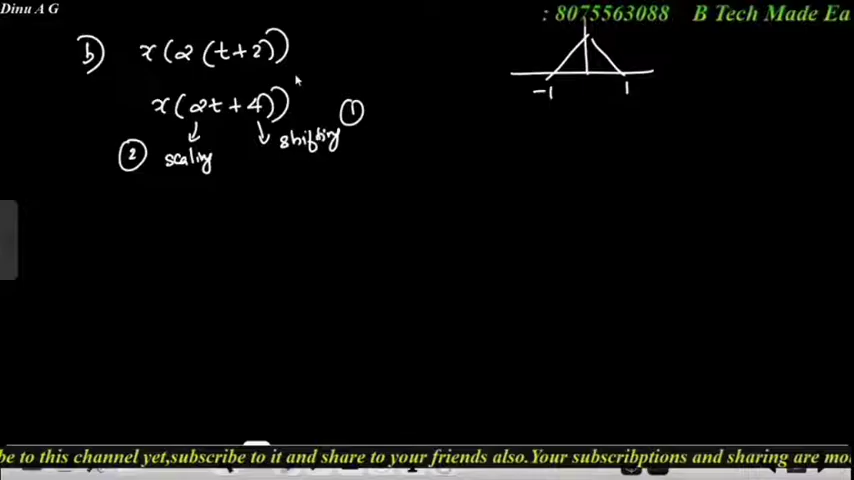 Dinu A G
: 8075563088 B Tech Made Ea
b) x(2(t+2))
x(2t+4)) ①
② scaling shifting
-1 1
be to this channel yet,subscribe to it and share to your friends also.Your subscribptions and sharing are mo